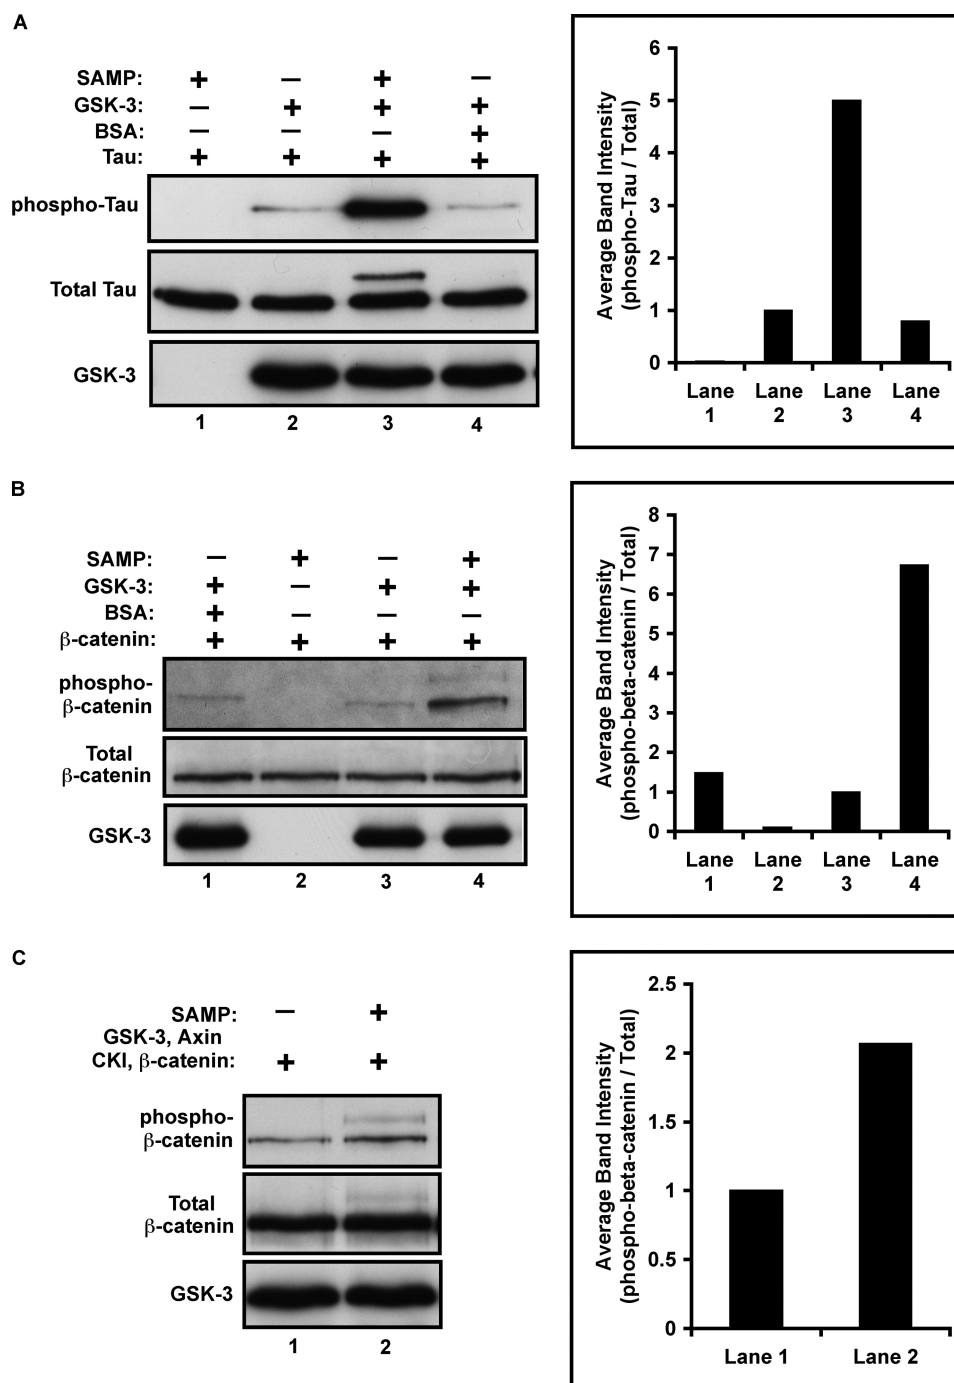 A
SAMP: + – + –
GSK-3: – + + +
BSA: – – – +
Tau: + + + +
phospho-Tau
Total Tau
GSK-3
1 2 3 4
Average Band Intensity
(phospho-Tau / Total)
6
5
4
3
2
1
0
Lane 1 Lane 2 Lane 3 Lane 4
B
SAMP: – + – +
GSK-3: + – + +
BSA: + – – –
β-catenin: + + + +
phospho-
β-catenin
Total
β-catenin
GSK-3
1 2 3 4
Average Band Intensity
(phospho-beta-catenin / Total)
8
7
6
5
4
3
2
1
0
Lane 1 Lane 2 Lane 3 Lane 4
C
SAMP: – +
GSK-3, Axin
CKI, β-catenin: + +
phospho-
β-catenin
Total
β-catenin
GSK-3
1 2
Average Band Intensity
(phospho-beta-catenin / Total)
2.5
2
1.5
1
0.5
0
Lane 1 Lane 2